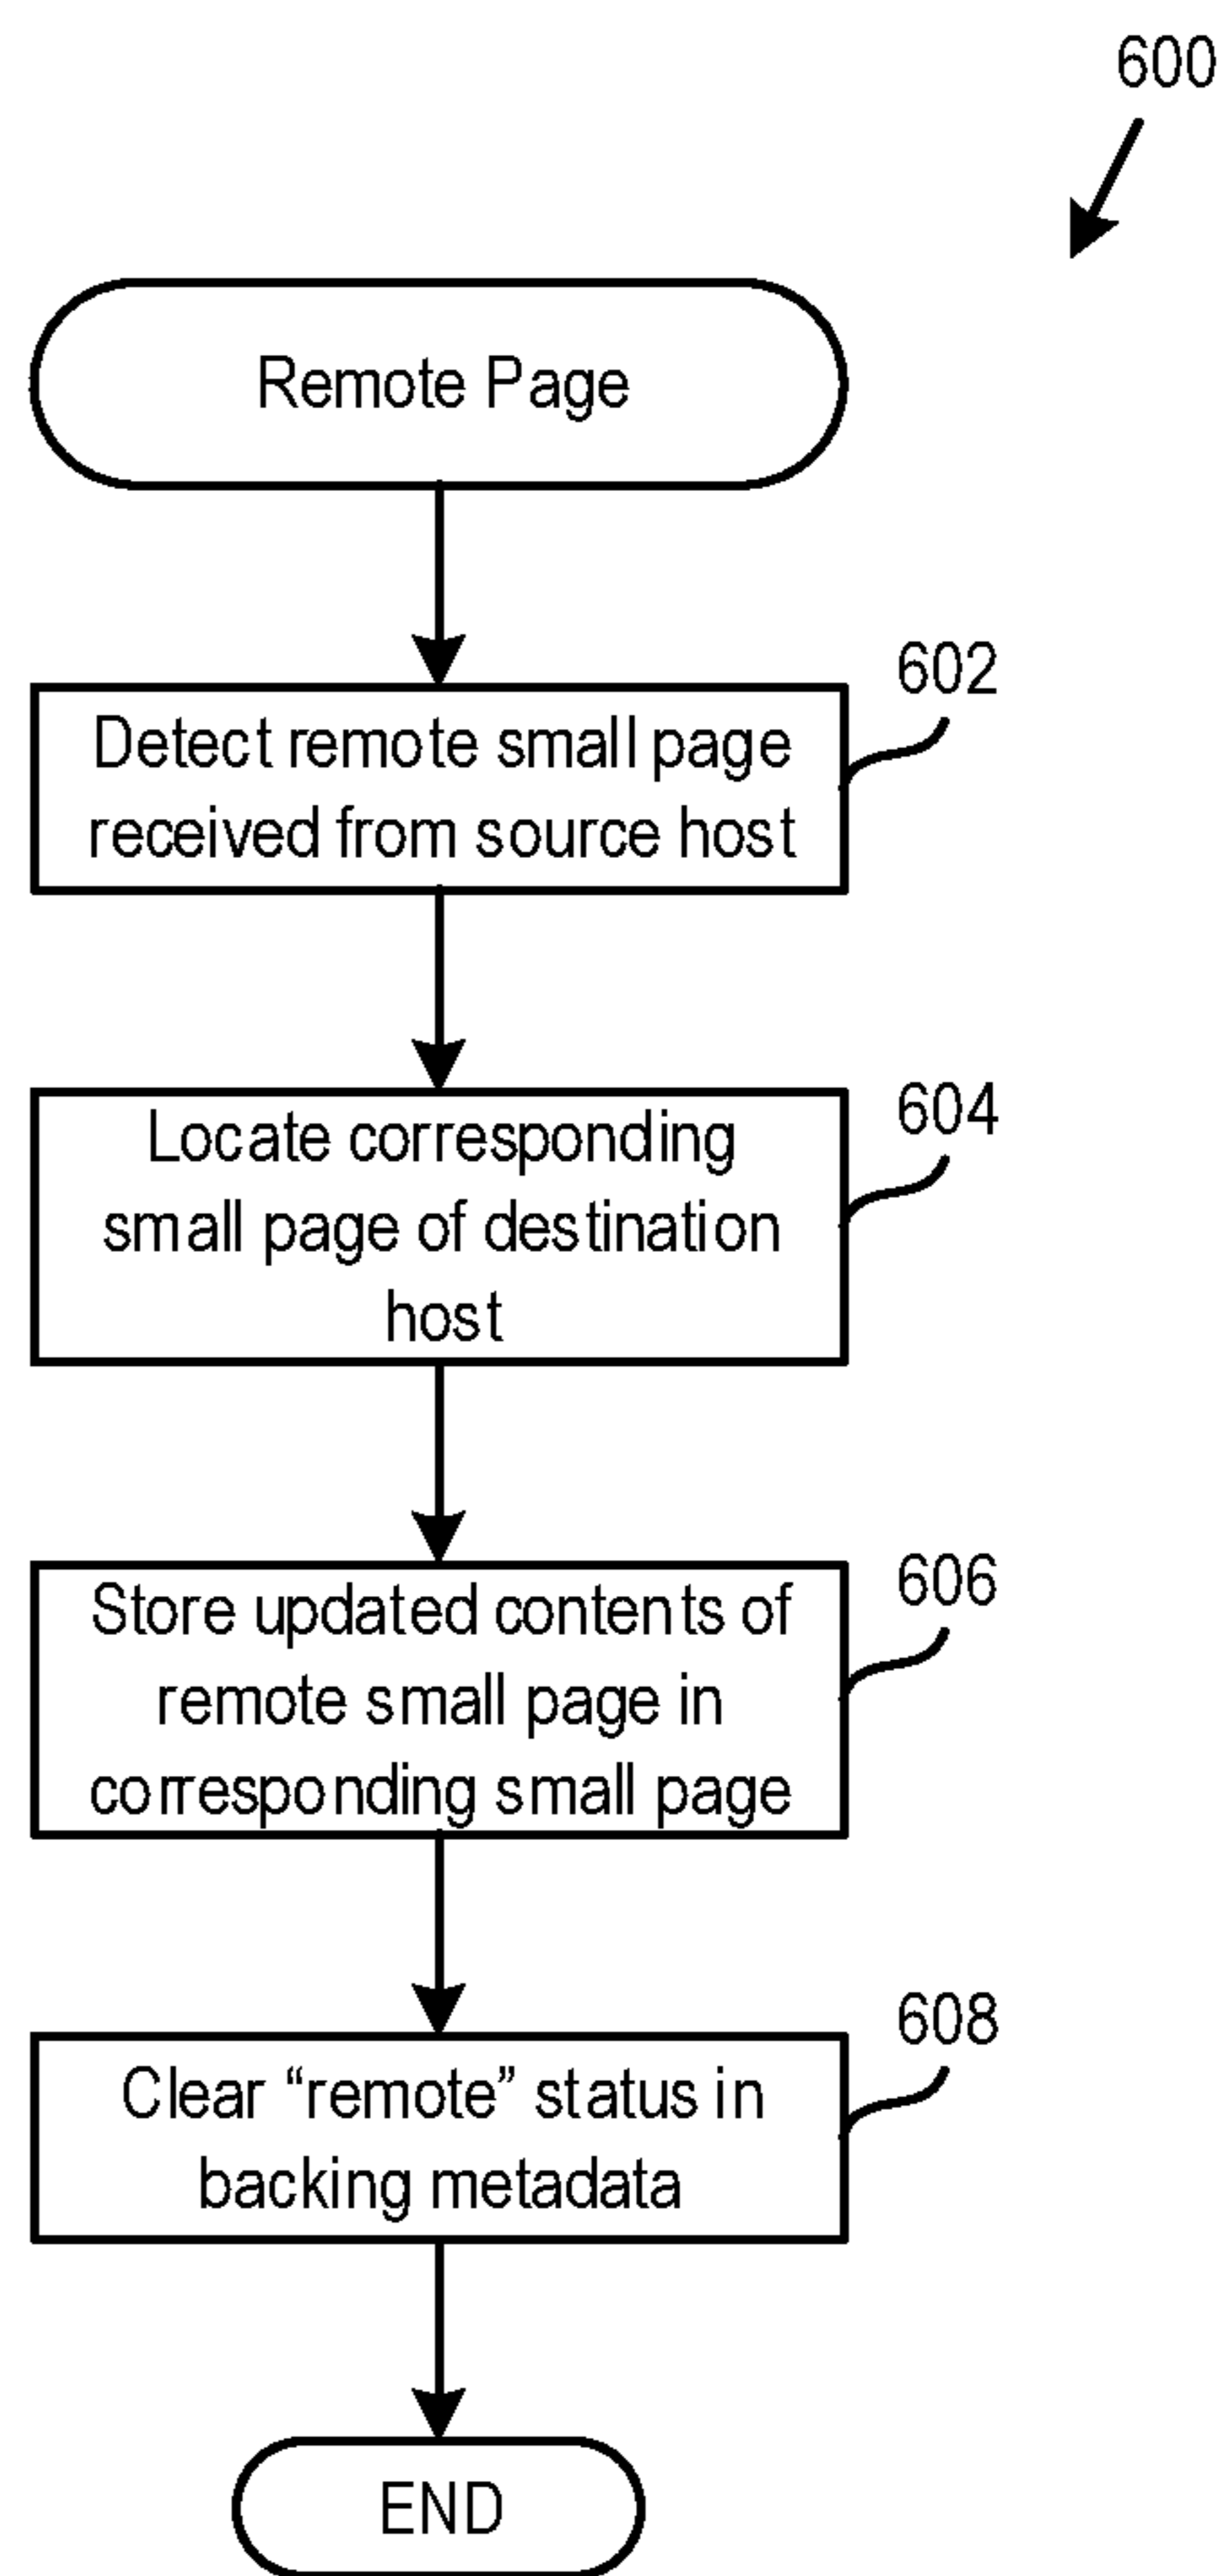 600
Remote Page
602
Detect remote small page
received from source host
604
Locate corresponding
small page of destination
host
606
Store updated contents of
remote small page in
corresponding small page
608
Clear “remote” status in
backing metadata
END